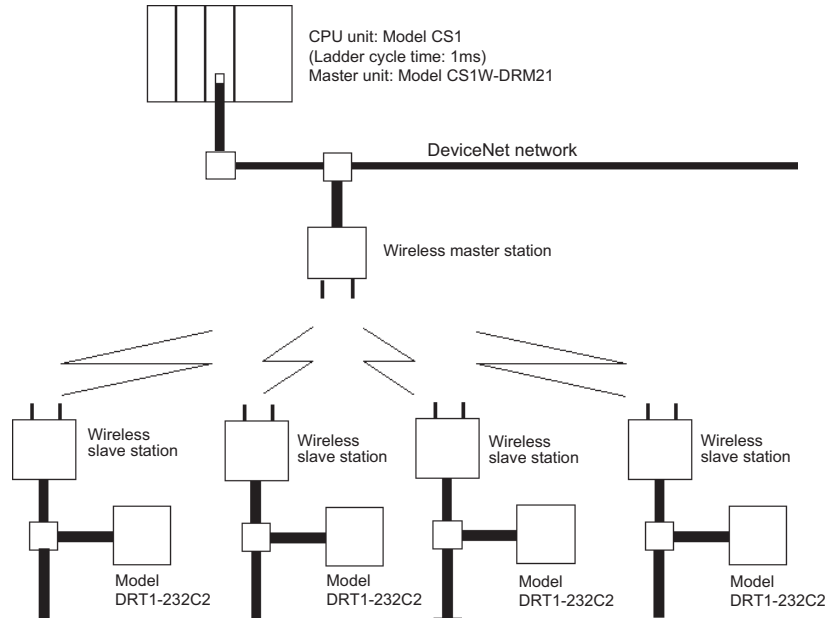 CPU unit: Model CS1
(Ladder cycle time: 1ms)
Master unit: Model CS1W-DRM21
DeviceNet network
Wireless master station
Wireless
slave station
Wireless
slave station
Wireless
slave station
Wireless
slave station
Model
DRT1-232C2
Model
DRT1-232C2
Model
DRT1-232C2
Model
DRT1-232C2